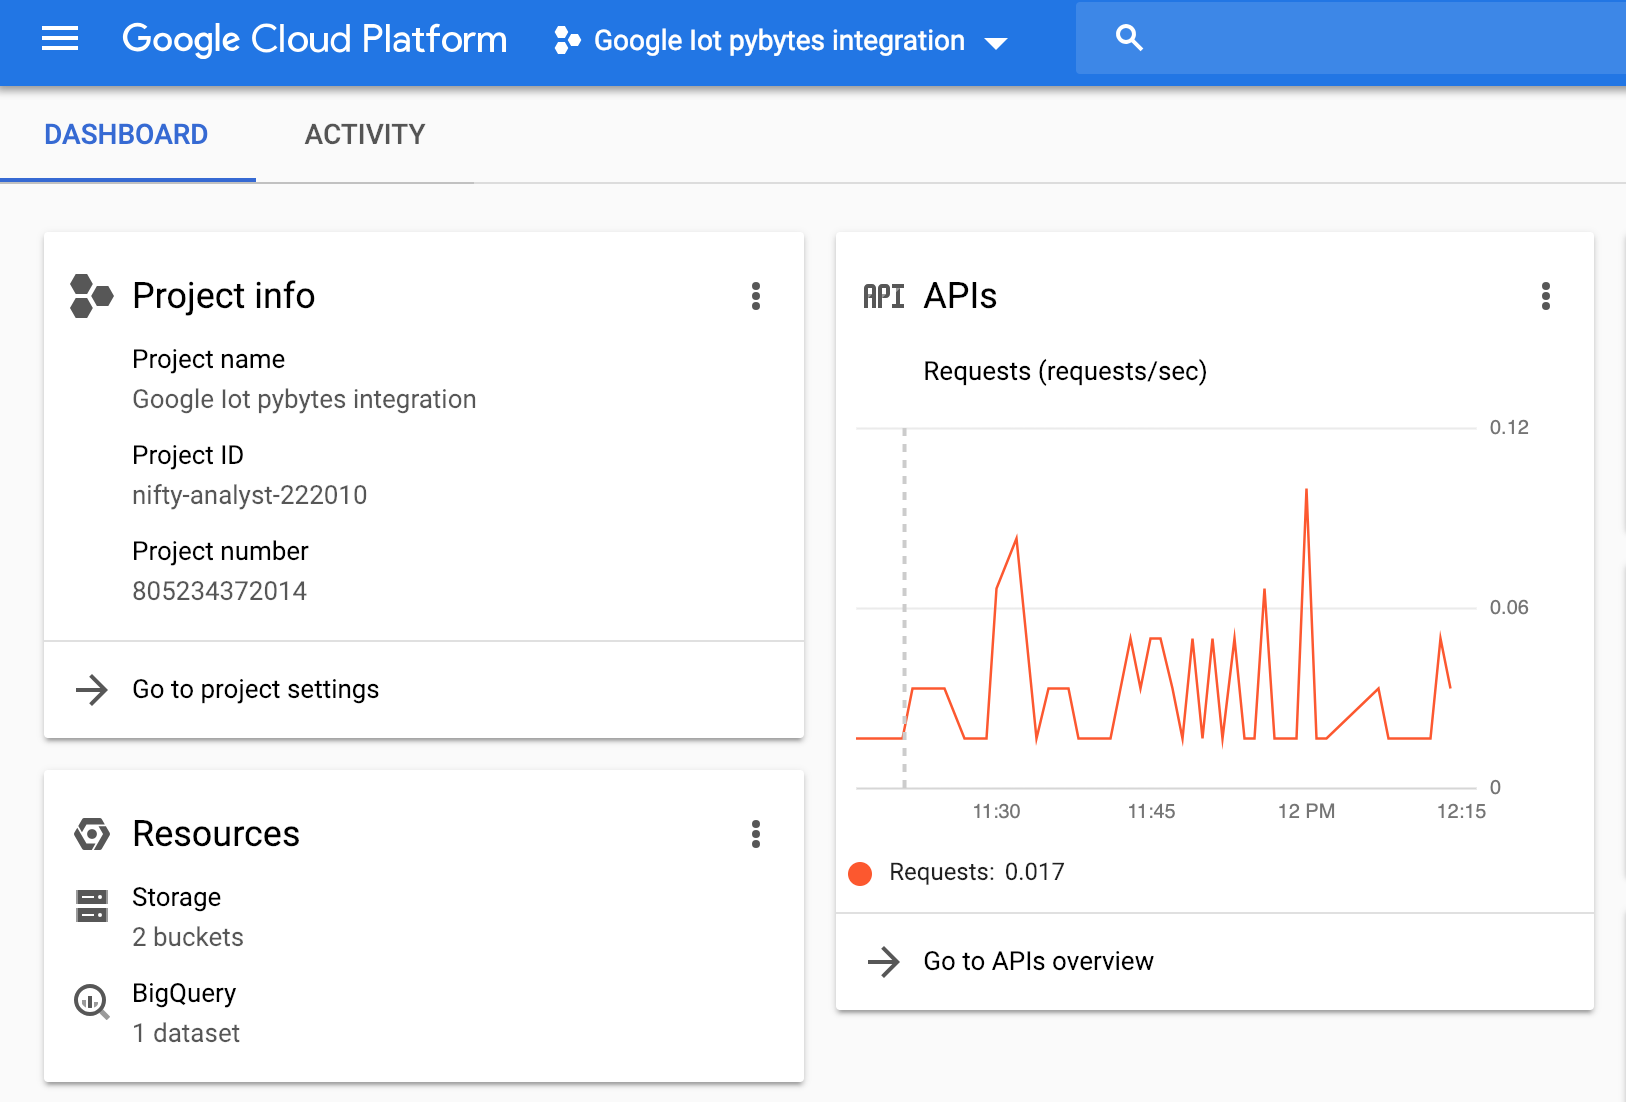 Google Cloud Platform
Google Iot pybytes integration
DASHBOARD
ACTIVITY
Project info
Project name
Google Iot pybytes integration
Project ID
nifty-analyst-222010
Project number
805234372014
Go to project settings
Resources
Storage
2 buckets
BigQuery
1 dataset
API APIs
Requests (requests/sec)
0.12
0.06
0
11:30
11:45
12 PM
12:15
Requests: 0.017
Go to APIs overview